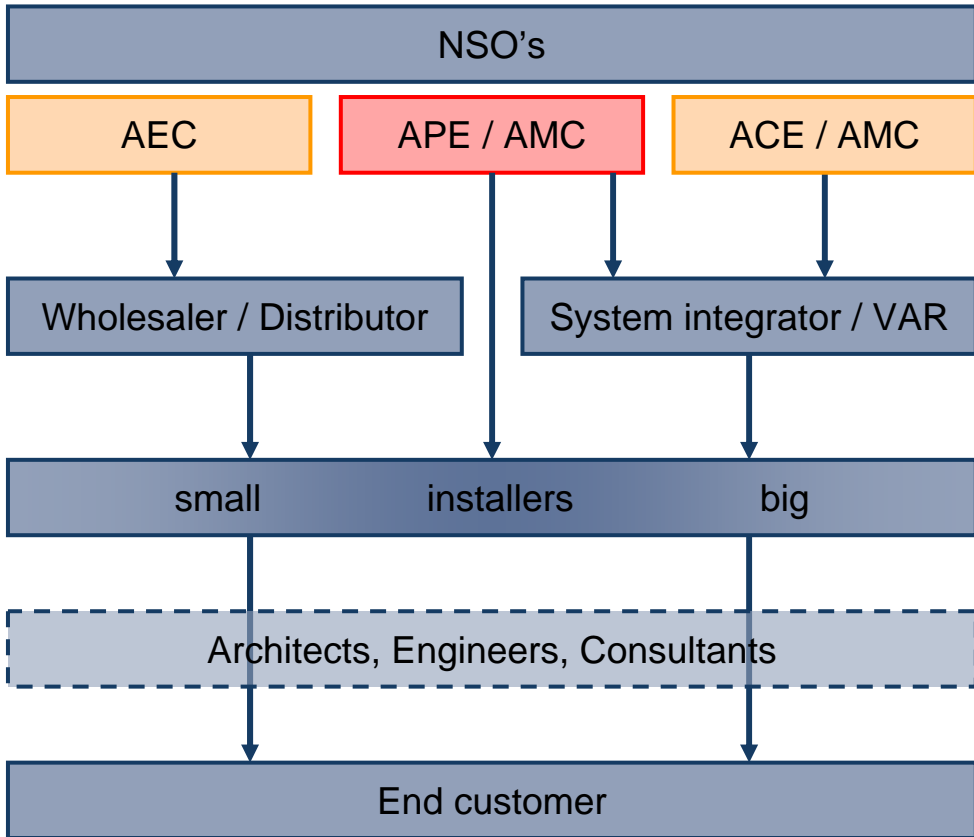 NSO’s
AEC
APE / AMC
ACE / AMC
Wholesaler / Distributor
System integrator / VAR
small installers big
Architects, Engineers, Consultants
End customer